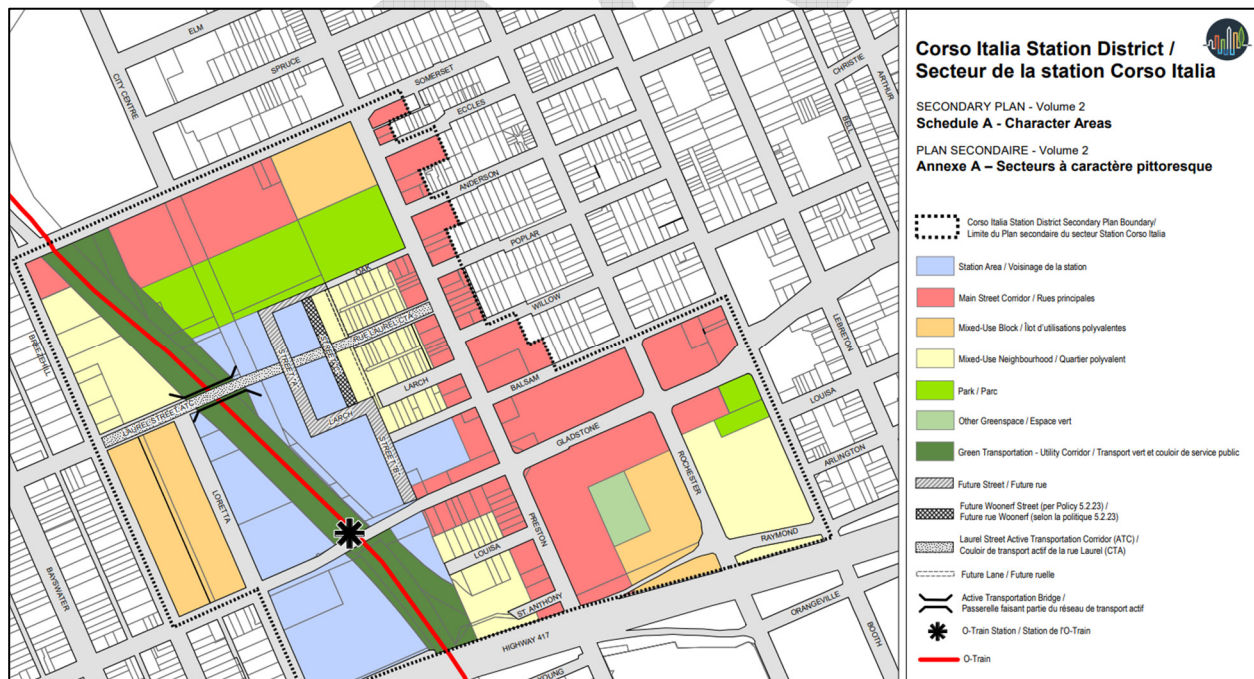 ELM
SPRUCE
CITY CENTRE
SOMERSET
ECCLES
CHRISTIE
ARTHUR
BELL
ANDERSON
POPLAR
WILLOW
OAK
RUE LAUREL CTA
STREET 'A'
LARCH
BALSAM
LEBRETON
BREEZEHILL
LAUREL STREET ATC
LARCH
STREET 'B'
GLADSTONE
LOUISA
ARLINGTON
ROCHESTER
LORETTA
PRESTON
RAYMOND
LOUISA
BAYSWATER
ST. ANTHONY
HIGHWAY 417
ORANGEVILLE
BOOTH
YOUNG
Corso Italia Station District /
Secteur de la station Corso Italia
SECONDARY PLAN - Volume 2
Schedule A - Character Areas
PLAN SECONDAIRE - Volume 2
Annexe A – Secteurs à caractère pittoresque
Corso Italia Station District Secondary Plan Boundary/
Limite du Plan secondaire du secteur Station Corso Italia
Station Area / Voisinage de la station
Main Street Corridor / Rues principales
Mixed-Use Block / Îlot d'utilisations polyvalentes
Mixed-Use Neighbourhood / Quartier polyvalent
Park / Parc
Other Greenspace / Espace vert
Green Transportation - Utility Corridor / Transport vert et couloir de service public
Future Street / Future rue
Future Woonerf Street (per Policy 5.2.23) /
Future rue Woonerf (selon la politique 5.2.23)
Laurel Street Active Transportation Corridor (ATC) /
Couloir de transport actif de la rue Laurel (CTA)
Future Lane / Future ruelle
Active Transportation Bridge /
Passerelle faisant partie du réseau de transport actif
O-Train Station / Station de l'O-Train
O-Train